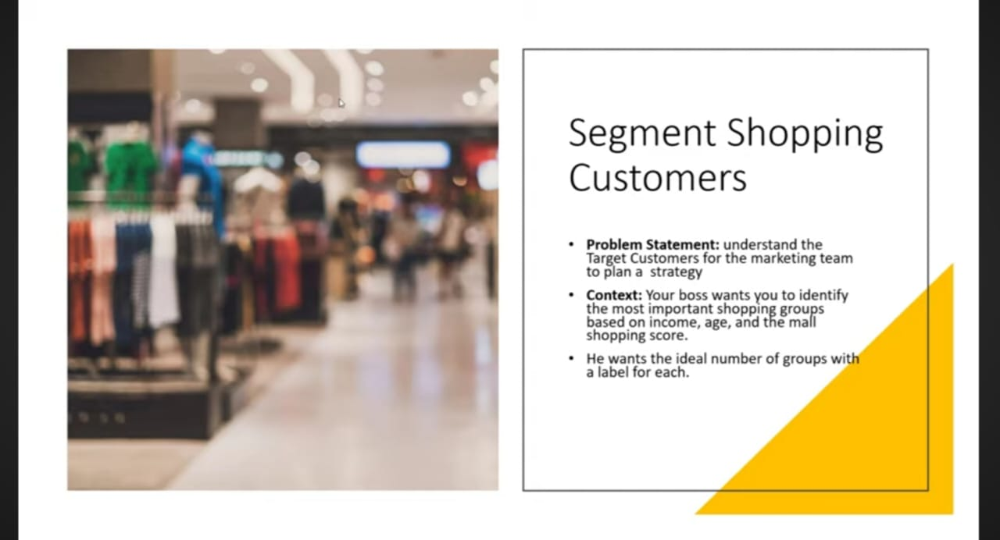 Segment Shopping
Customers
• Problem Statement: understand the
Target Customers for the marketing team
to plan a  strategy
• Context: Your boss wants you to identify
the most important shopping groups
based on income, age, and the mall
shopping score.
• He wants the ideal number of groups with
a label for each.